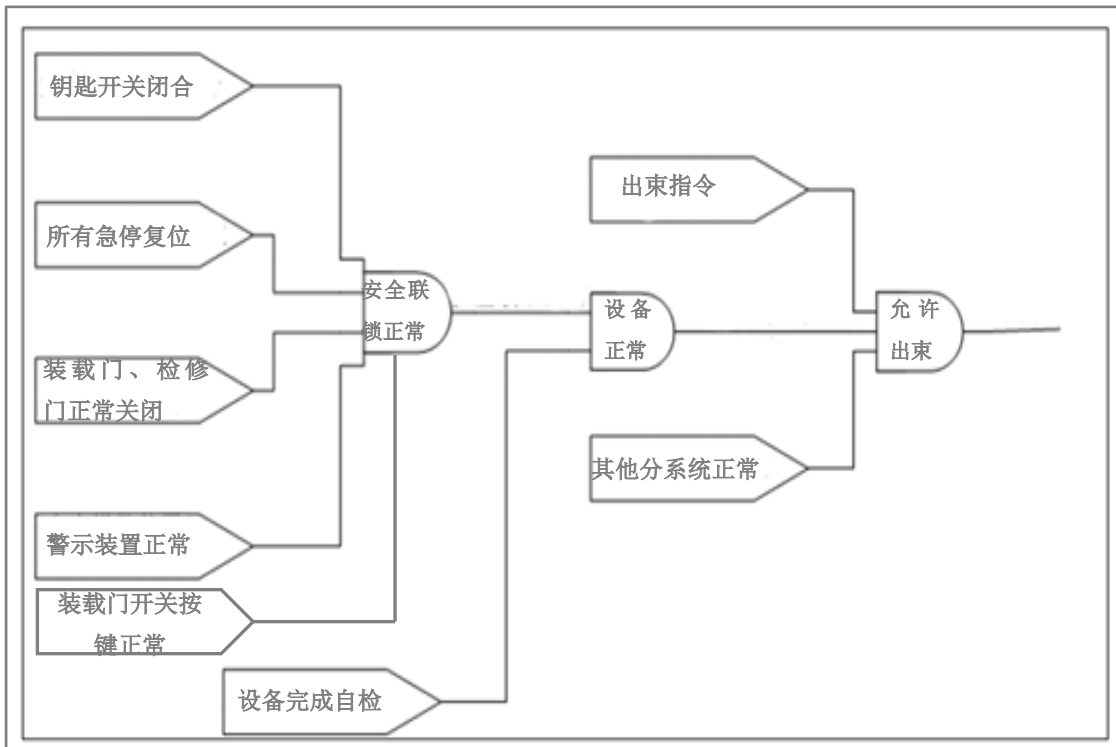 钥匙开关闭合
出束指令
所有急停复位
安全联
锁正常
设备
正常
允许
出束
装载门、检修
门正常关闭
其他分系统正常
警示装置正常
装载门开关按
键正常
设备完成自检